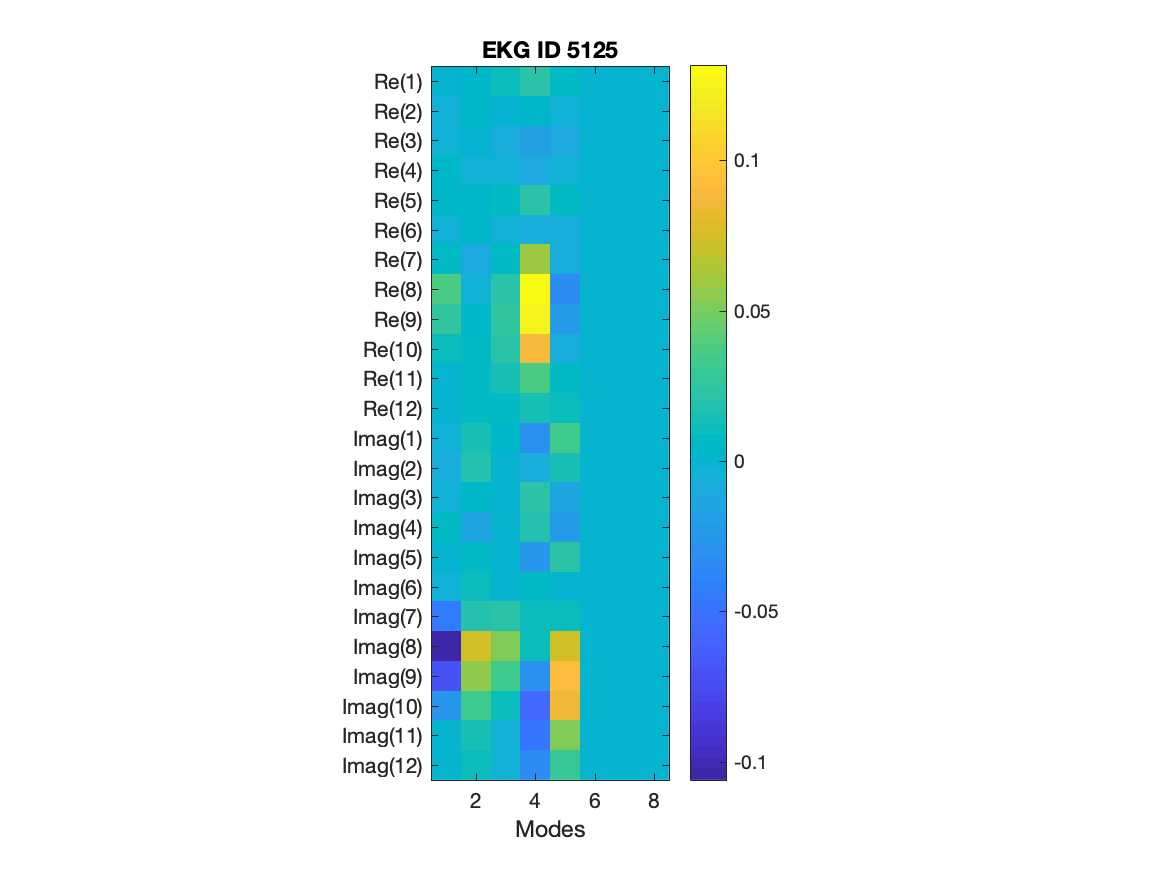 EKG ID 5125
Re(1)
Re(2)
Re(3)
Re(4)
Re(5)
Re(6)
Re(7)
Re(8)
Re(9)
Re(10)
Re(11)
Re(12)
Imag(1)
Imag(2)
Imag(3)
Imag(4)
Imag(5)
Imag(6)
Imag(7)
Imag(8)
Imag(9)
Imag(10)
Imag(11)
Imag(12)
2 4 6 8
Modes
0.1
0.05
0
-0.05
-0.1